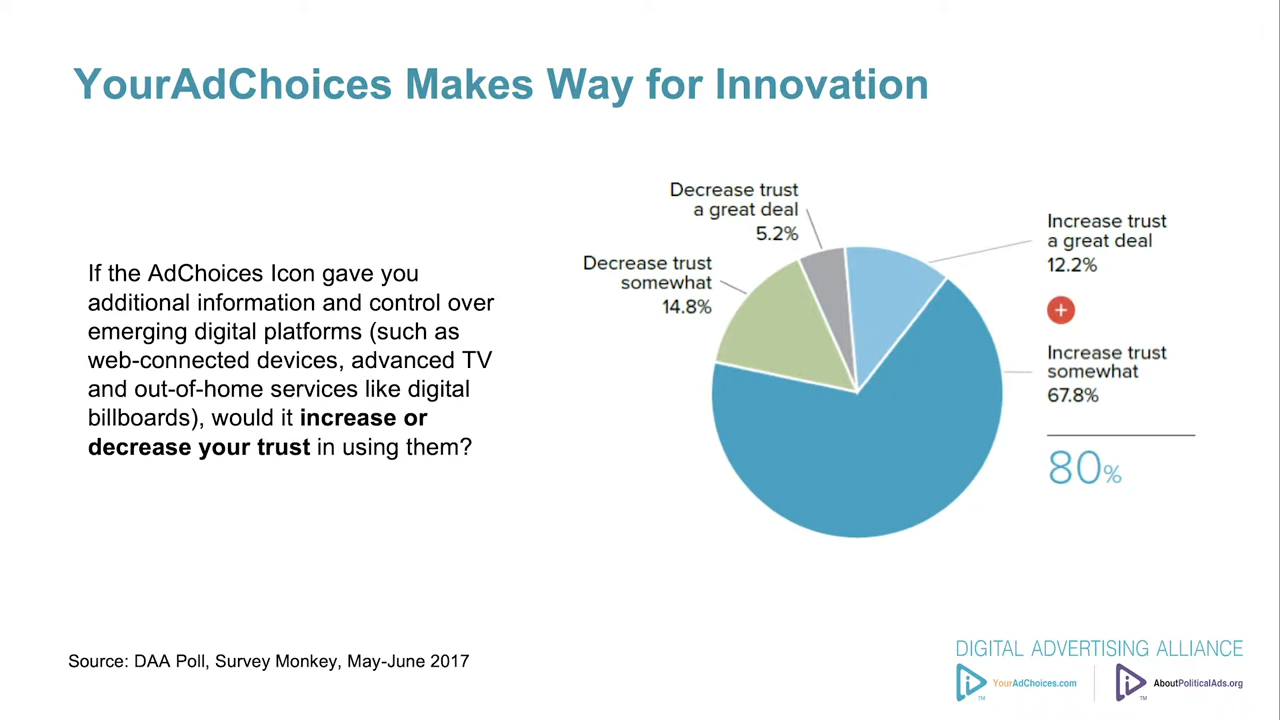 YourAdChoices Makes Way for Innovation
If the AdChoices Icon gave you
additional information and control over
emerging digital platforms (such as
web-connected devices, advanced TV
and out-of-home services like digital
billboards), would it increase or
decrease your trust in using them?
Decrease trust
a great deal
5.2%
Decrease trust
somewhat
14.8%
Increase trust
a great deal
12.2%
+
Increase trust
somewhat
67.8%
80%
Source: DAA Poll, Survey Monkey, May-June 2017
DIGITAL ADVERTISING ALLIANCE
YourAdChoices.com
TM
AboutPoliticalAds.org
TM